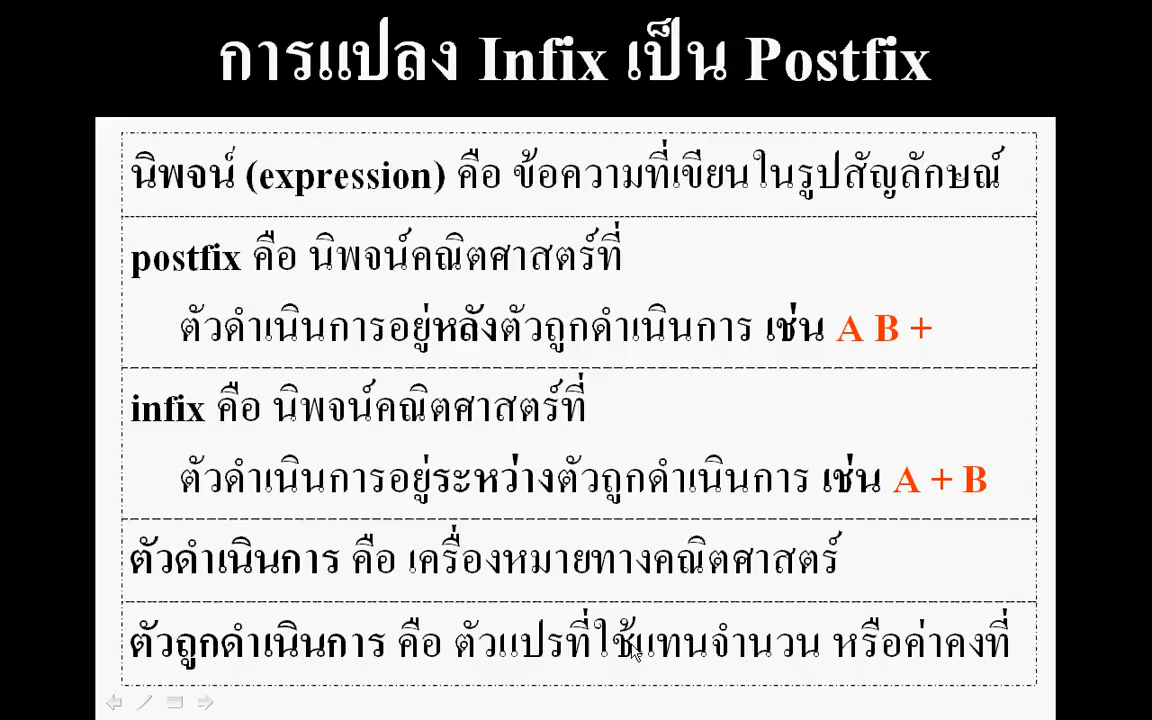 การแปลง Infix เป็น Postfix
นิพจน์ (expression) คือ ข้อความที่เขียนในรูปสัญลักษณ์
postfix คือ นิพจน์คณิตศาสตร์ที่
ตัวดำเนินการอยู่หลังตัวถูกดำเนินการ เช่น A B +
infix คือ นิพจน์คณิตศาสตร์ที่
ตัวดำเนินการอยู่ระหว่างตัวถูกดำเนินการ เช่น A + B
ตัวดำเนินการ คือ เครื่องหมายทางคณิตศาสตร์
ตัวถูกดำเนินการ คือ ตัวแปรที่ใช้แทนจำนวน หรือค่าคงที่